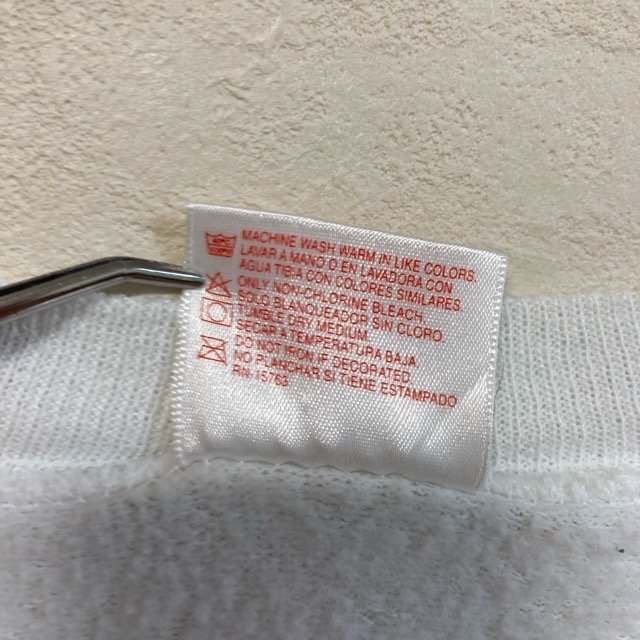 MACHINE WASH WARM IN LIKE COLORS.
LAVAR A MANO D.EN LAVADORA CON
AGUA TIBIA CON COLORES SIMILARES.
ONLY NON-CHLORINE BLEACH.
SOLO BLANQUEADOR SIN CLORO.
TUMBLE DRY, MEDIUM.
SECAR A TEMPERATURA BAJA.
DO NOT IRON IF DECORATED.
NO PLANCHAR SI TIENE ESTAMPADO
RN-15763